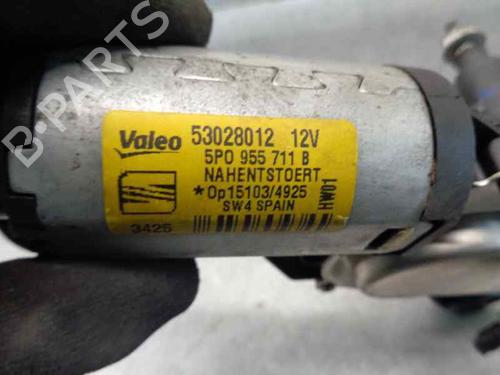 Valeo 53028012 12V
5P0 955 711 B
NAHENTSTOERT
*Op15103/4925
SW4 SPAIN
3425
HW01
B-PARTS